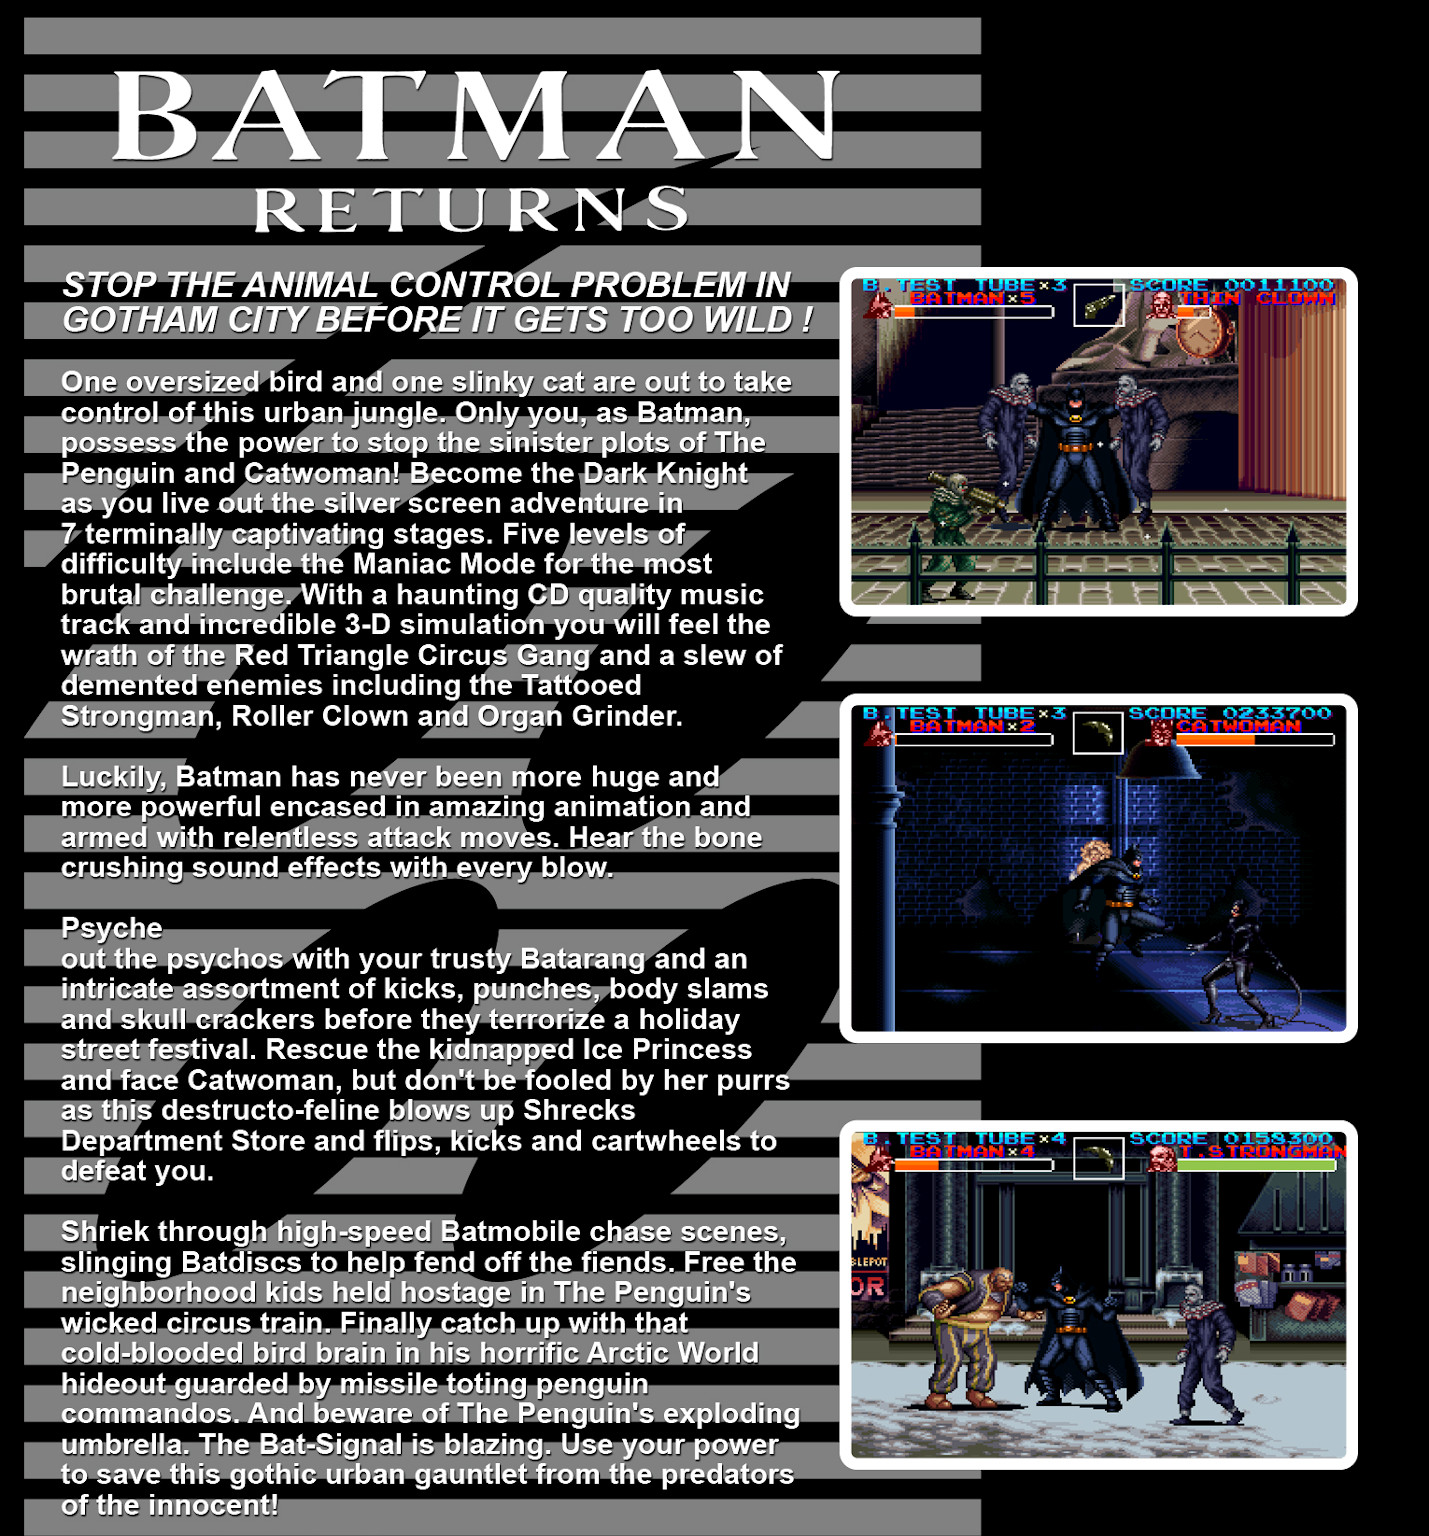 BATMAN
RETURNS
STOP THE ANIMAL CONTROL PROBLEM IN
GOTHAM CITY BEFORE IT GETS TOO WILD !
One oversized bird and one slinky cat are out to take
control of this urban jungle. Only you, as Batman,
possess the power to stop the sinister plots of The
Penguin and Catwoman! Become the Dark Knight
as you live out the silver screen adventure in
7 terminally captivating stages. Five levels of
difficulty include the Maniac Mode for the most
brutal challenge. With a haunting CD quality music
track and incredible 3-D simulation you will feel the
wrath of the Red Triangle Circus Gang and a slew of
demented enemies including the Tattooed
Strongman, Roller Clown and Organ Grinder.
Luckily, Batman has never been more huge and
more powerful encased in amazing animation and
armed with relentless attack moves. Hear the bone
crushing sound effects with every blow.
Psyche
out the psychos with your trusty Batarang and an
intricate assortment of kicks, punches, body slams
and skull crackers before they terrorize a holiday
street festival. Rescue the kidnapped Ice Princess
and face Catwoman, but don't be fooled by her purrs
as this destructo-feline blows up Shrecks
Department Store and flips, kicks and cartwheels to
defeat you.
Shriek through high-speed Batmobile chase scenes,
slinging Batdiscs to help fend off the fiends. Free the
neighborhood kids held hostage in The Penguin's
wicked circus train. Finally catch up with that
cold-blooded bird brain in his horrific Arctic World
hideout guarded by missile toting penguin
commandos. And beware of The Penguin's exploding
umbrella. The Bat-Signal is blazing. Use your power
to save this gothic urban gauntlet from the predators
of the innocent!
B.TEST TUBE×3 SCORE 0011100
BATMAN×5 THIN CLOWN
B.TEST TUBE×3 SCORE 0233700
BATMAN×2 CATWOMAN
B.TEST TUBE×4 SCORE 0158300
BATMAN×4 T.STRONGMAN
BLEPOT
OR